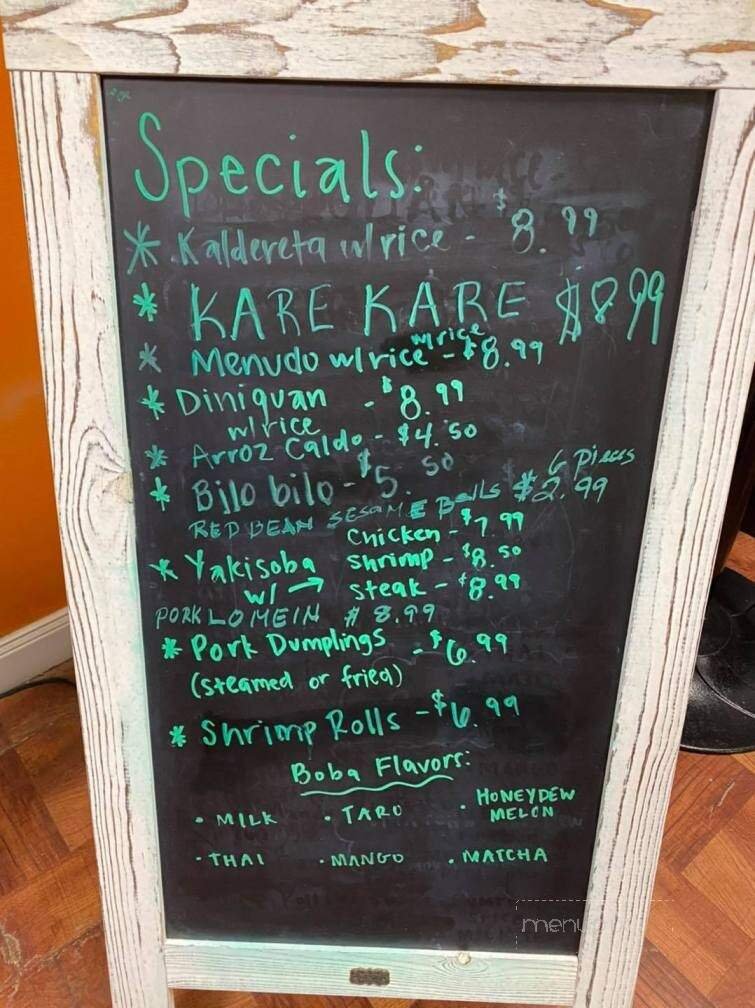 Specials:
* Kaldereta w/rice - $8.99
* KARE KARE $8.99
w/rice
* Menudo w/rice - $8.99
* Diniguan - $8.99
w/rice
* Arroz Caldo - $4.50
* Bilo bilo - $5.50
6 Pieces
RED BEAN SESAME Balls $2.99
Chicken - $7.99
* Yakisoba shrimp - $8.50
w/ → steak - $8.99
PORK LOMEIN $8.99
* Pork Dumplings - $6.99
(steamed or fried)
* Shrimp Rolls - $6.99
Boba Flavors:
• MILK • TARO • HONEYDEW MELON
• THAI • MANGO • MATCHA
menu